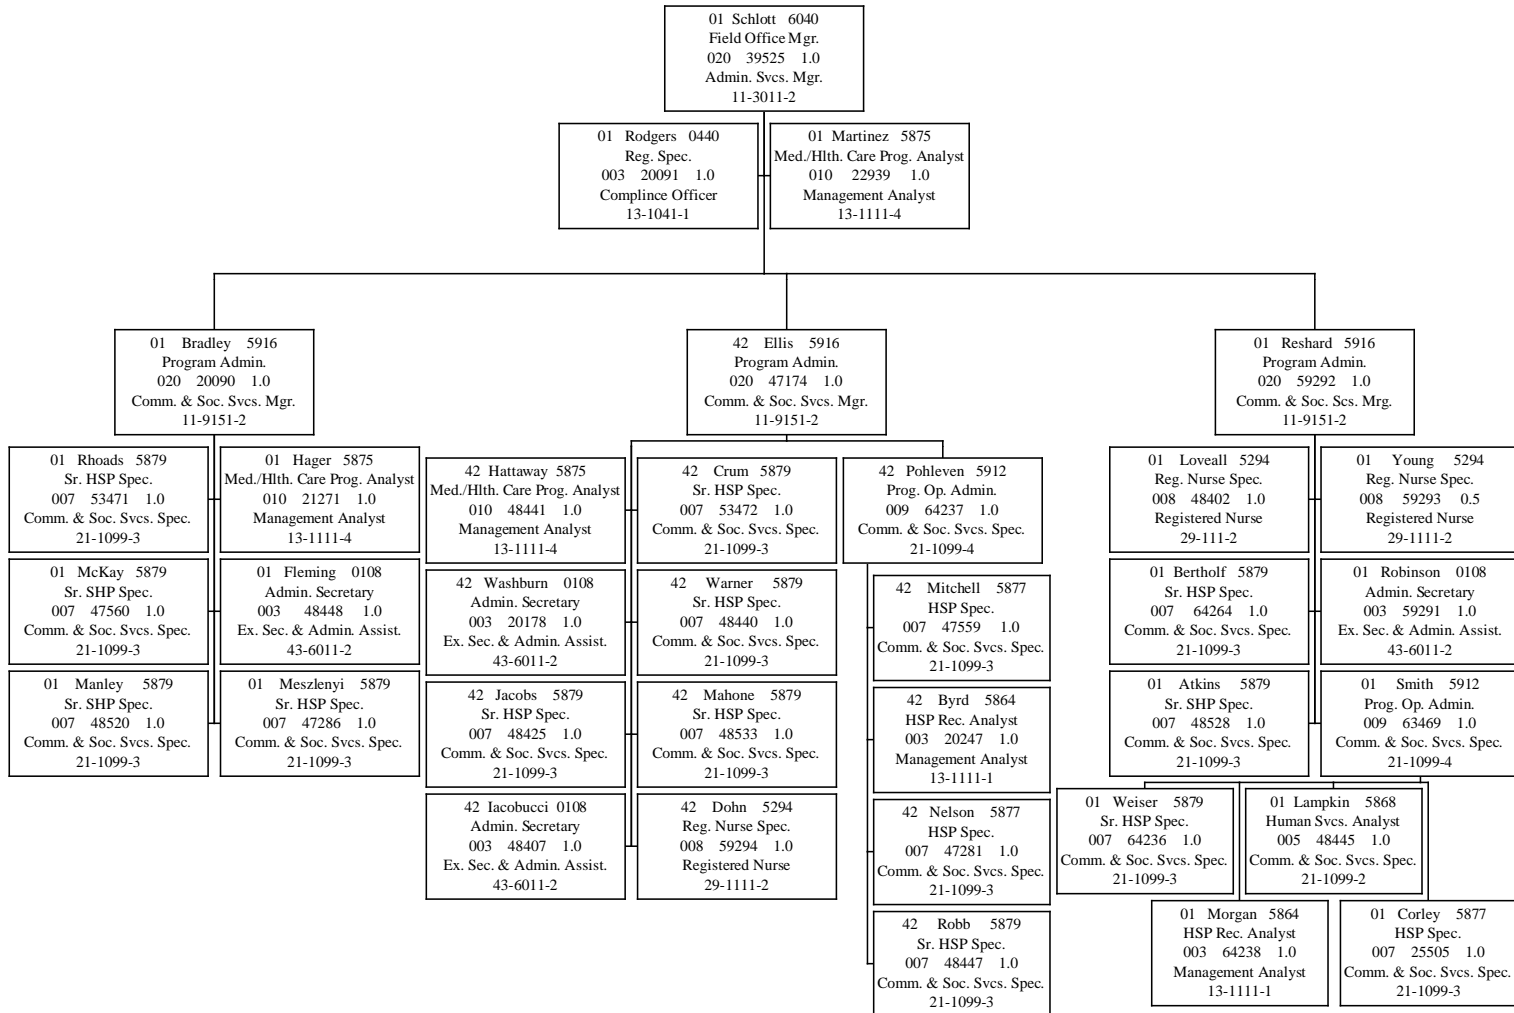 01 Schlott 6040
Field Office Mgr.
020 39525 1.0
Admin. Svcs. Mgr.
11-3011-2
01 Rodgers 0440
Reg. Spec.
003 20091 1.0
Complince Officer
13-1041-1
01 Martinez 5875
Med./Hlth. Care Prog. Analyst
010 22939 1.0
Management Analyst
13-1111-4
01 Bradley 5916
Program Admin.
020 20090 1.0
Comm. & Soc. Svcs. Mgr.
11-9151-2
42 Ellis 5916
Program Admin.
020 47174 1.0
Comm. & Soc. Svcs. Mgr.
11-9151-2
01 Reshard 5916
Program Admin.
020 59292 1.0
Comm. & Soc. Scs. Mrg.
11-9151-2
01 Rhoads 5879
Sr. HSP Spec.
007 53471 1.0
Comm. & Soc. Svcs. Spec.
21-1099-3
01 Hager 5875
Med./Hlth. Care Prog. Analyst
010 21271 1.0
Management Analyst
13-1111-4
01 McKay 5879
Sr. SHP Spec.
007 47560 1.0
Comm. & Soc. Svcs. Spec.
21-1099-3
01 Fleming 0108
Admin. Secretary
003 48448 1.0
Ex. Sec. & Admin. Assist.
43-6011-2
01 Manley 5879
Sr. SHP Spec.
007 48520 1.0
Comm. & Soc. Svcs. Spec.
21-1099-3
01 Meszlenyi 5879
Sr. HSP Spec.
007 47286 1.0
Comm. & Soc. Svcs. Spec.
21-1099-3
42 Hattaway 5875
Med./Hlth. Care Prog. Analyst
010 48441 1.0
Management Analyst
13-1111-4
42 Crum 5879
Sr. HSP Spec.
007 53472 1.0
Comm. & Soc. Svcs. Spec.
21-1099-3
42 Pohleven 5912
Prog. Op. Admin.
009 64237 1.0
Comm. & Soc. Svcs. Spec.
21-1099-4
42 Washburn 0108
Admin. Secretary
003 20178 1.0
Ex. Sec. & Admin. Assist.
43-6011-2
42 Warner 5879
Sr. HSP Spec.
007 48440 1.0
Comm. & Soc. Svcs. Spec.
21-1099-3
42 Jacobs 5879
Sr. HSP Spec.
007 48425 1.0
Comm. & Soc. Svcs. Spec.
21-1099-3
42 Mahone 5879
Sr. HSP Spec.
007 48533 1.0
Comm. & Soc. Svcs. Spec.
21-1099-3
42 Iacobucci 0108
Admin. Secretary
003 48407 1.0
Ex. Sec. & Admin. Assist.
43-6011-2
42 Dohn 5294
Reg. Nurse Spec.
008 59294 1.0
Registered Nurse
29-1111-2
42 Mitchell 5877
HSP Spec.
007 47559 1.0
Comm. & Soc. Svcs. Spec.
21-1099-3
42 Byrd 5864
HSP Rec. Analyst
003 20247 1.0
Management Analyst
13-1111-1
42 Nelson 5877
HSP Spec.
007 47281 1.0
Comm. & Soc. Svcs. Spec.
21-1099-3
42 Robb 5879
Sr. HSP Spec.
007 48447 1.0
Comm. & Soc. Svcs. Spec.
21-1099-3
01 Loveall 5294
Reg. Nurse Spec.
008 48402 1.0
Registered Nurse
29-111-2
01 Young 5294
Reg. Nurse Spec.
008 59293 0.5
Registered Nurse
29-1111-2
01 Bertholf 5879
Sr. HSP Spec.
007 64264 1.0
Comm. & Soc. Svcs Spec.
21-1099-3
01 Robinson 0108
Admin. Secretary
003 59291 1.0
Ex. Sec. & Admin. Assist.
43-6011-2
01 Atkins 5879
Sr. SHP Spec.
007 48528 1.0
Comm. & Soc. Svcs Spec.
21-1099-3
01 Smith 5912
Prog. Op. Admin.
009 63469 1.0
Comm. & Soc. Svcs. Spec.
21-1099-4
01 Weiser 5879
Sr. HSP Spec.
007 64236 1.0
Comm. & Soc. Svcs. Spec.
21-1099-3
01 Lampkin 5868
Human Svcs. Analyst
005 48445 1.0
Comm. & Soc. Svcs. Spec.
21-1099-2
01 Morgan 5864
HSP Rec. Analyst
003 64238 1.0
Management Analyst
13-1111-1
01 Corley 5877
HSP Spec.
007 25505 1.0
Comm. & Soc. Svcs. Spec.
21-1099-3